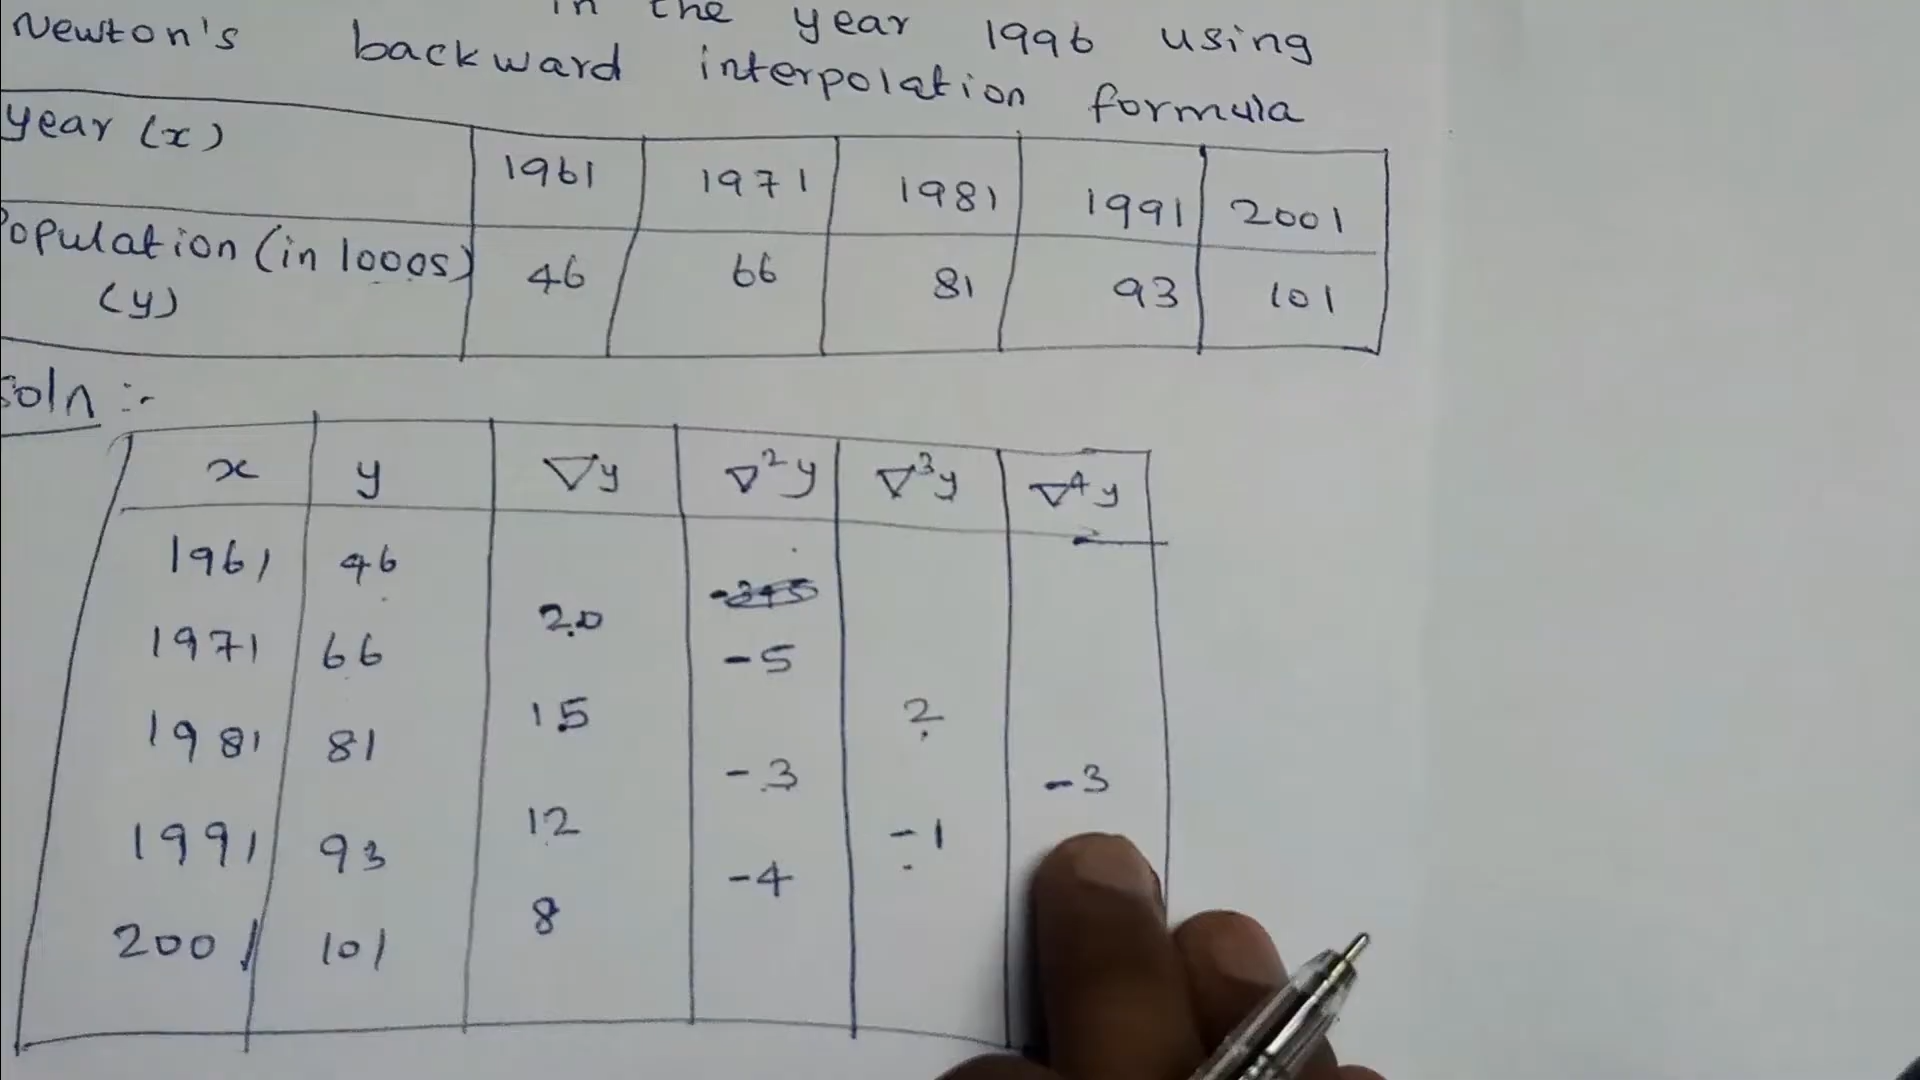 in the year 1996 using
Newton's backward interpolation formula
year (x) 1961 1971 1981 1991 2001
Population (in 1000s) 46 66 81 93 101
(y)
Soln :-
x y ∇y ∇²y ∇³y ∇⁴y
1961 46
20
1971 66 -5
15 2
1981 81 -3 -3
12 -1
1991 93 -4
8
2001 101